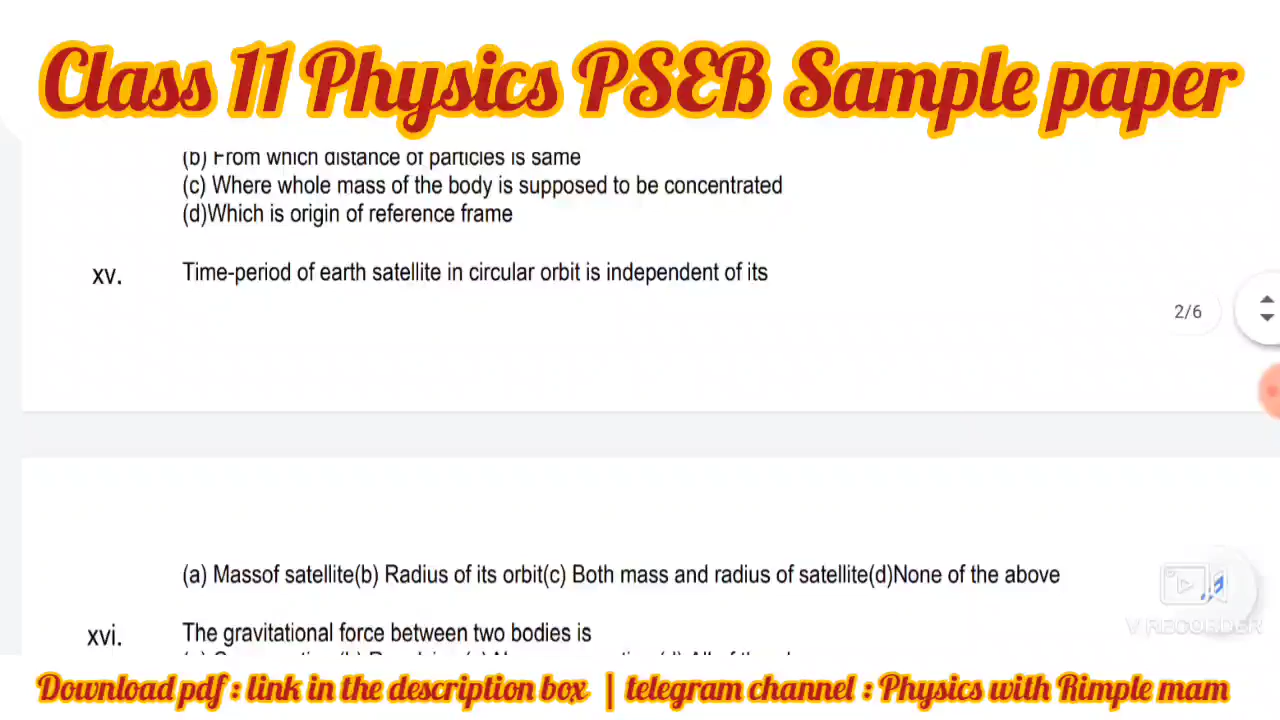 Class 11 Physics PSEB Sample paper
(b) From which distance of particles is same
(c) Where whole mass of the body is supposed to be concentrated
(d)Which is origin of reference frame
xv. Time-period of earth satellite in circular orbit is independent of its
2/6
(a) Massof satellite(b) Radius of its orbit(c) Both mass and radius of satellite(d)None of the above
V RECORDER
xvi. The gravitational force between two bodies is
Download pdf : link in the description box | telegram channel : Physics with Rimple mam